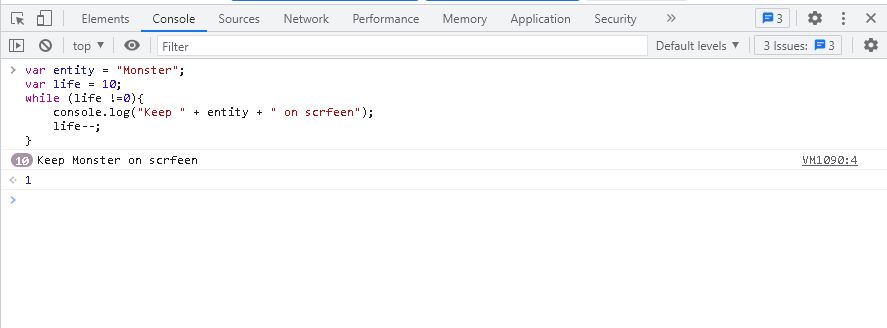 Elements Console Sources Network Performance Memory Application Security » 3
top Filter Default levels 3 Issues: 3
> var entity = "Monster";
var life = 10;
while (life !=0){
console.log("Keep " + entity + " on scrfeen");
life--;
}
10 Keep Monster on scrfeen VM1090:4
1
>